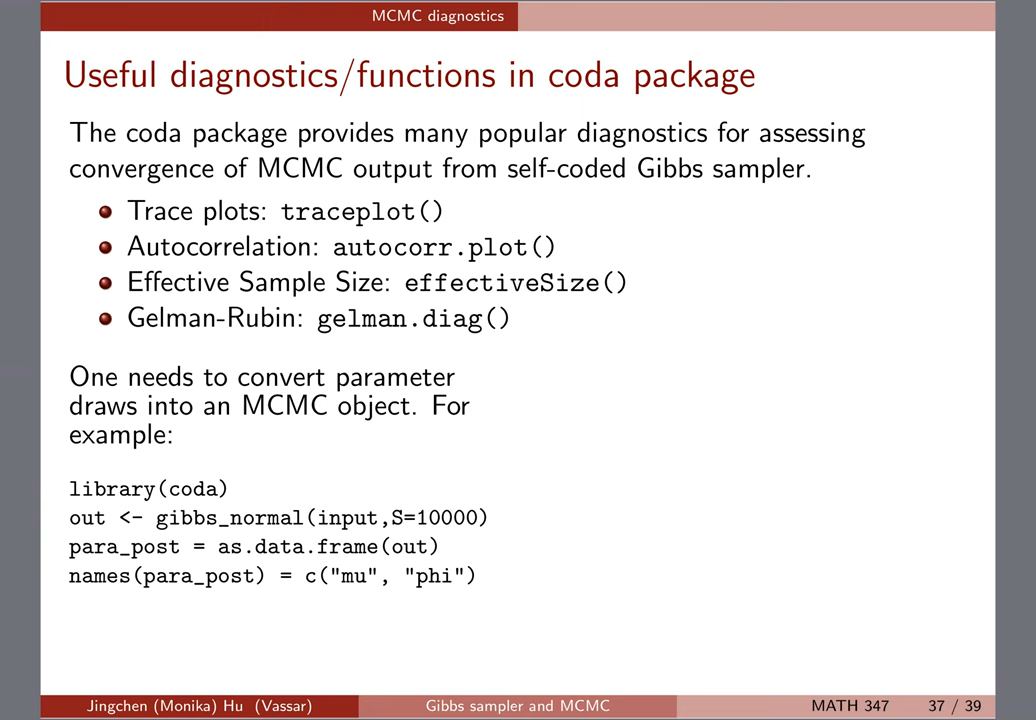 MCMC diagnostics
Useful diagnostics/functions in coda package
The coda package provides many popular diagnostics for assessing
convergence of MCMC output from self-coded Gibbs sampler.
Trace plots: traceplot()
Autocorrelation: autocorr.plot()
Effective Sample Size: effectiveSize()
Gelman-Rubin: gelman.diag()
One needs to convert parameter
draws into an MCMC object. For
example:
library(coda)
out <- gibbs_normal(input,S=10000)
para_post = as.data.frame(out)
names(para_post) = c("mu", "phi")
Jingchen (Monika) Hu (Vassar) Gibbs sampler and MCMC MATH 347 37 / 39